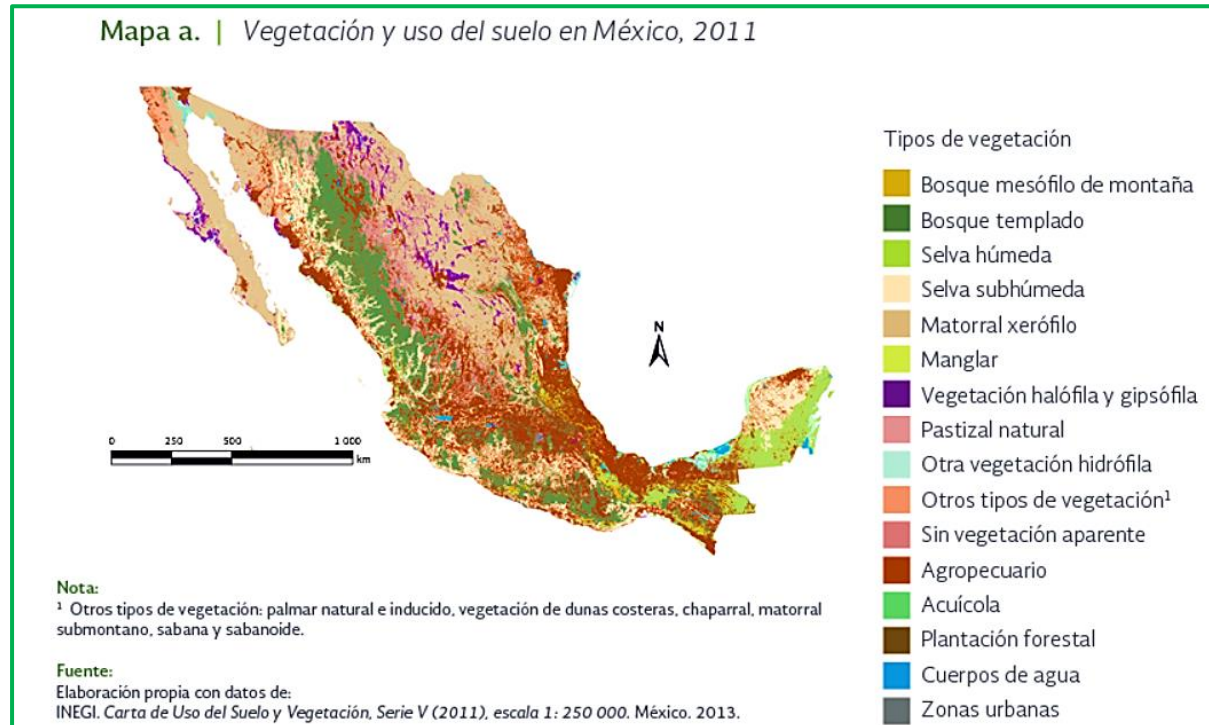 Mapa a. | Vegetación y uso del suelo en México, 2011
Tipos de vegetación
Bosque mesófilo de montaña
Bosque templado
Selva húmeda
Selva subhúmeda
Matorral xerófilo
Manglar
Vegetación halófila y gipsófila
Pastizal natural
Otra vegetación hidrófila
Otros tipos de vegetación¹
Sin vegetación aparente
Agropecuario
Acuícola
Plantación forestal
Cuerpos de agua
Zonas urbanas
N
0 250 500 1 000
km
Nota:
¹ Otros tipos de vegetación: palmar natural e inducido, vegetación de dunas costeras, chaparral, matorral
submontano, sabana y sabanoide.
Fuente:
Elaboración propia con datos de:
INEGI. Carta de Uso del Suelo y Vegetación, Serie V (2011), escala 1: 250 000. México. 2013.